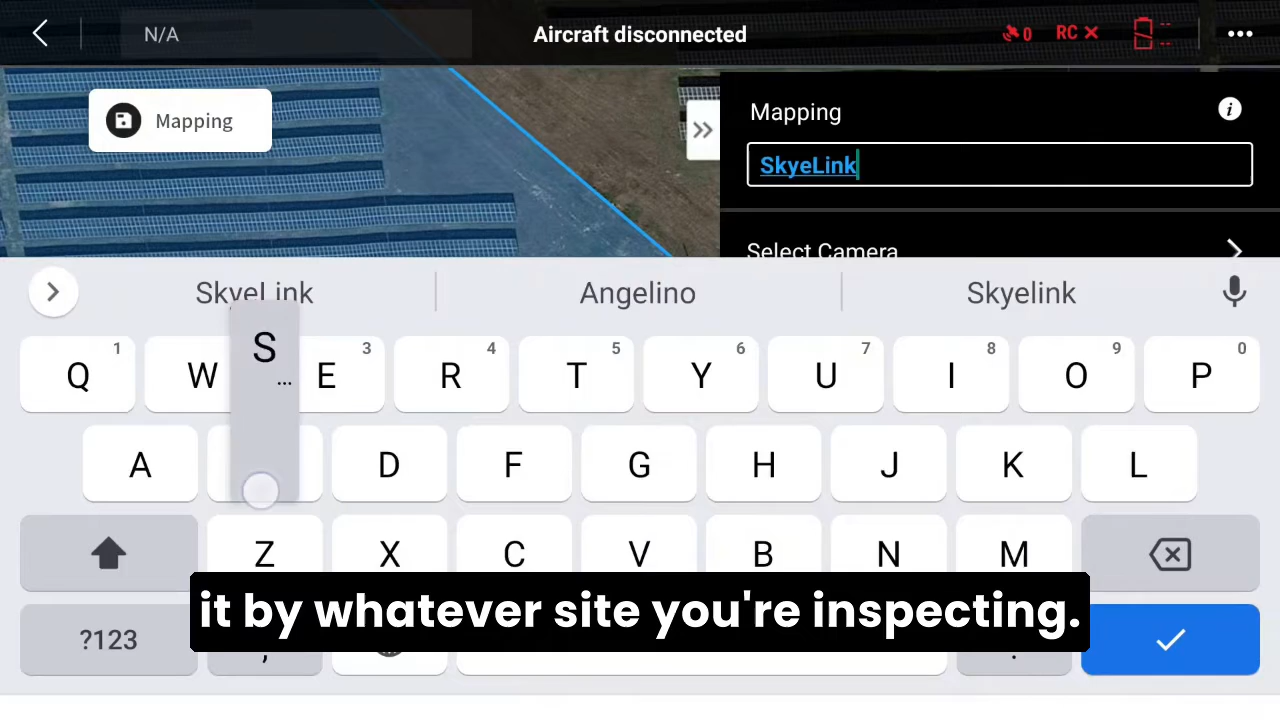 N/A
Aircraft disconnected
0
RC
--
--
Mapping
Mapping
SkyeLink
Select Camera
SkyeLink
Angelino
Skyelink
S
...
Q 1
W
E 3
R 4
T 5
Y 6
U 7
I 8
O 9
P 0
A
D
F
G
H
J
K
L
Z
X
C
V
B
N
M
it by whatever site you're inspecting.
?123
,
.